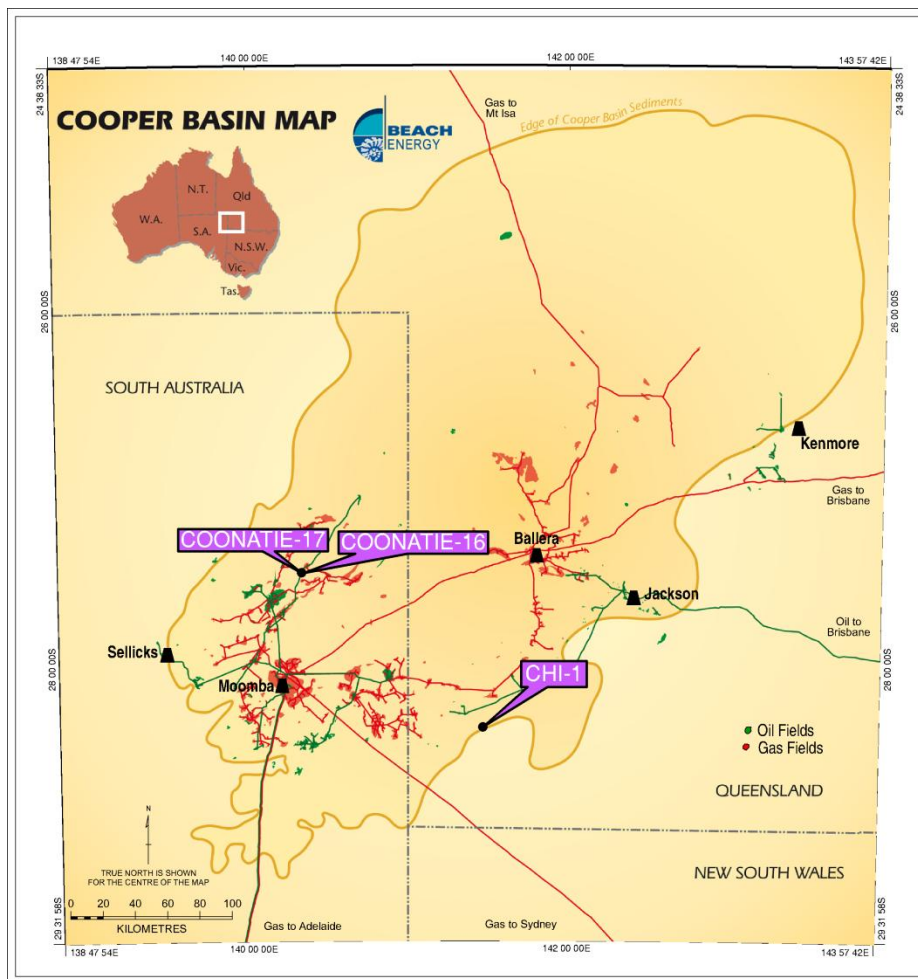 138 47 54E
140 00 00E
142 00 00E
143 57 42E
24 38 33S
24 38 33S
COOPER BASIN MAP
BEACH
ENERGY
Gas to
Mt Isa
Edge of Cooper Basin Sediments
N.T.
Qld
W.A.
S.A.
N.S.W.
Vic.
Tas.
26 00 00S
26 00 00S
SOUTH AUSTRALIA
Kenmore
Gas to
Brisbane
COONATIE-17
COONATIE-16
Ballera
Jackson
Oil to
Brisbane
Sellicks
Moomba
CHI-1
28 00 00S
28 00 00S
Oil Fields
Gas Fields
QUEENSLAND
N
TRUE NORTH IS SHOWN
FOR THE CENTRE OF THE MAP
0 20 40 60 80 100
KILOMETRES
NEW SOUTH WALES
Gas to Adelaide
Gas to Sydney
29 31 58S
29 31 58S
138 47 54E
140 00 00E
142 00 00E
143 57 42E